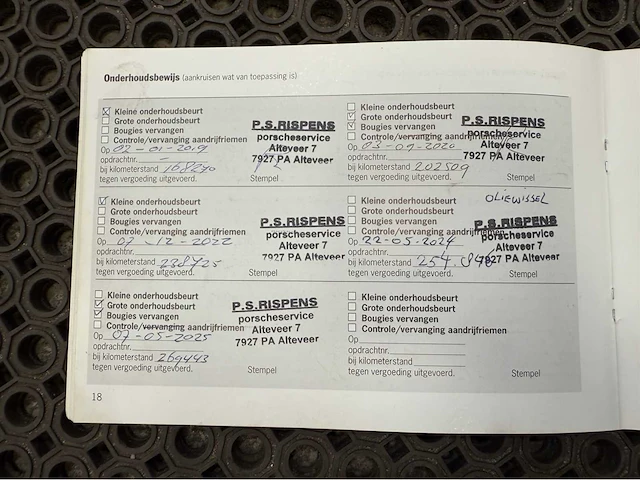 Onderhoudsbewijs (aankruisen wat van toepassing is)
Kleine onderhoudsbeurt
Grote onderhoudsbeurt
Bougies vervangen
Controle/vervanging aandrijfriemen
Op 02-01-2019
opdrachtnr. -
bij kilometerstand 168240
tegen vergoeding uitgevoerd. Stempel
P.S.RISPENS
porscheservice
Alteveer 7
7927 PA Alteveer
Kleine onderhoudsbeurt
Grote onderhoudsbeurt
Bougies vervangen
Controle/vervanging aandrijfriemen
Op 03-07-2020
opdrachtnr.
bij kilometerstand 202509
tegen vergoeding uitgevoerd. Stempel
P.S.RISPENS
porscheservice
Alteveer 7
7927 PA Alteveer
Kleine onderhoudsbeurt
Grote onderhoudsbeurt
Bougies vervangen
Controle/vervanging aandrijfriemen
Op 07-12-2022
opdrachtnr.
bij kilometerstand 238425
tegen vergoeding uitgevoerd. Stempel
P.S.RISPENS
porscheservice
Alteveer 7
7927 PA Alteveer
OLIEWISSEL
Kleine onderhoudsbeurt
Grote onderhoudsbeurt
Bougies vervangen
Controle/vervanging aandrijfriemen
Op 22-05-2024
opdrachtnr.
bij kilometerstand
tegen vergoeding uitgevoerd. Stempel
P.S.RISPENS
porscheservice
Alteveer 7
7927 PA Alteveer
Kleine onderhoudsbeurt
Grote onderhoudsbeurt
Bougies vervangen
Controle/vervanging aandrijfriemen
Op 07-05-2025
opdrachtnr.
bij kilometerstand 269443
tegen vergoeding uitgevoerd. Stempel
P.S.RISPENS
porscheservice
Alteveer 7
7927 PA Alteveer
Kleine onderhoudsbeurt
Grote onderhoudsbeurt
Bougies vervangen
Controle/vervanging aandrijfriemen
Op
opdrachtnr.
bij kilometerstand
tegen vergoeding uitgevoerd. Stempel
18